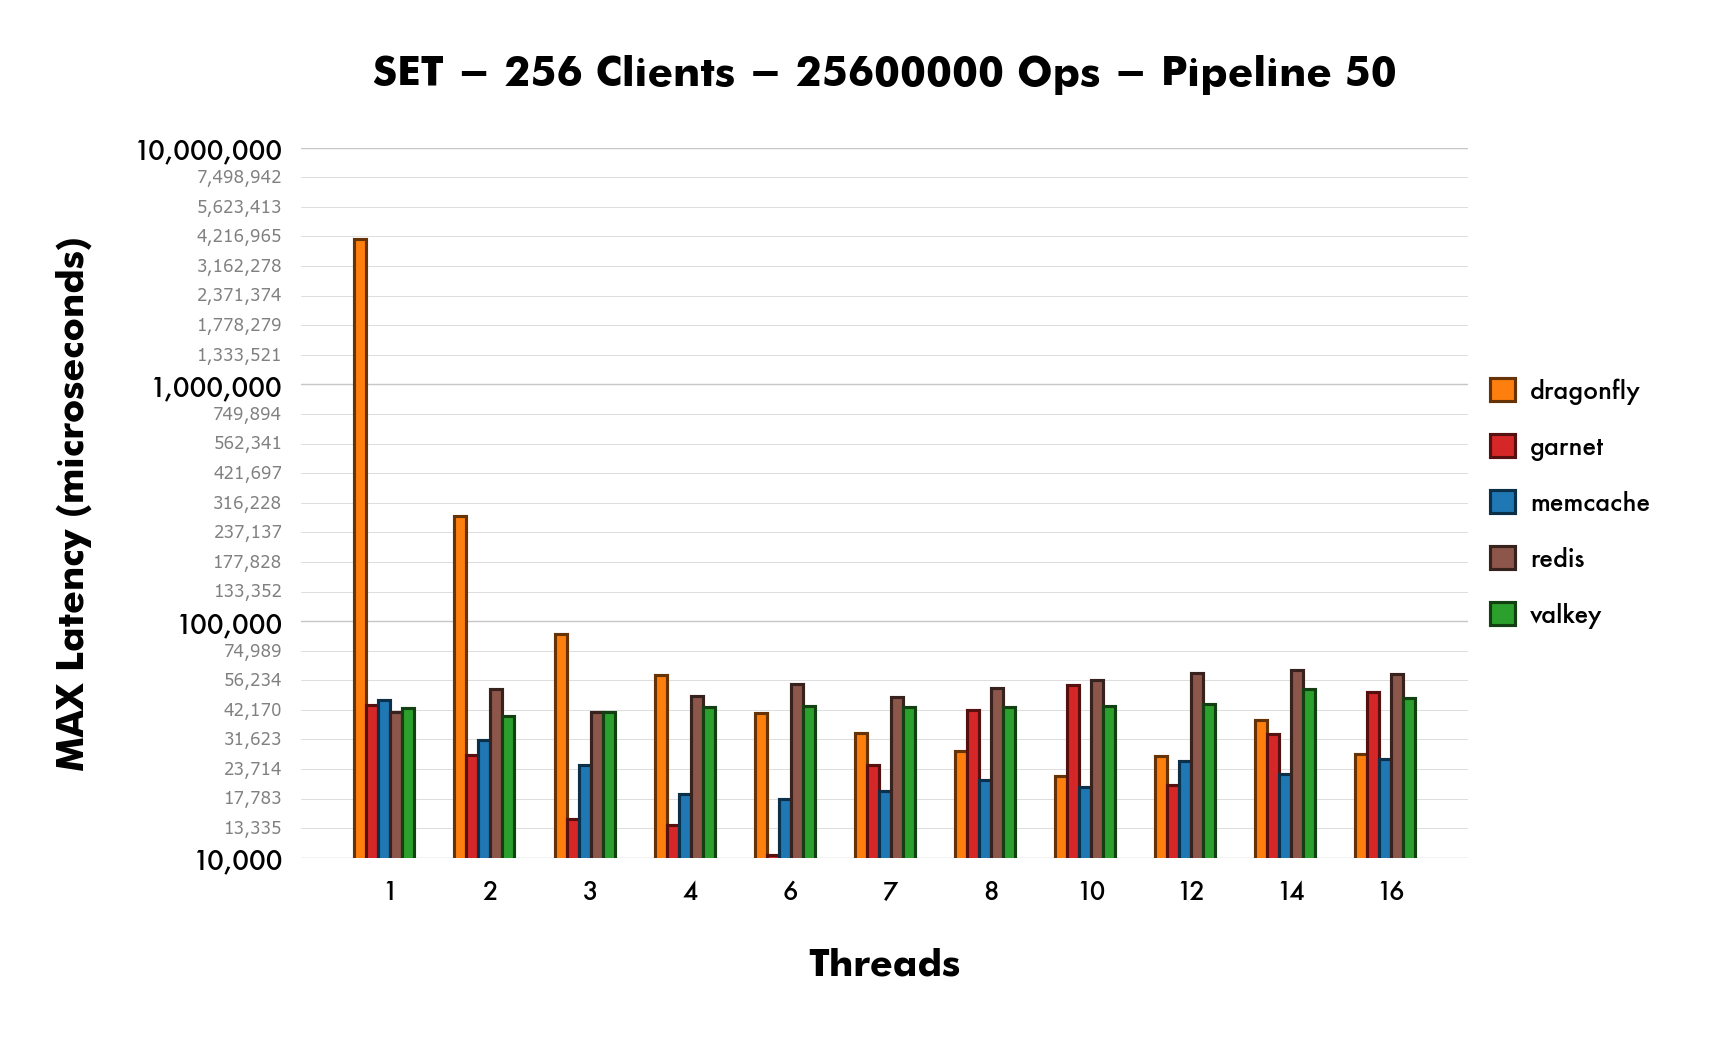 SET – 256 Clients – 25600000 Ops – Pipeline 50
MAX Latency (microseconds)
10,000,000
7,498,942
5,623,413
4,216,965
3,162,278
2,371,374
1,778,279
1,333,521
1,000,000
749,894
562,341
421,697
316,228
237,137
177,828
133,352
100,000
74,989
56,234
42,170
31,623
23,714
17,783
13,335
10,000
1 2 3 4 6 7 8 10 12 14 16
Threads
dragonfly
garnet
memcache
redis
valkey